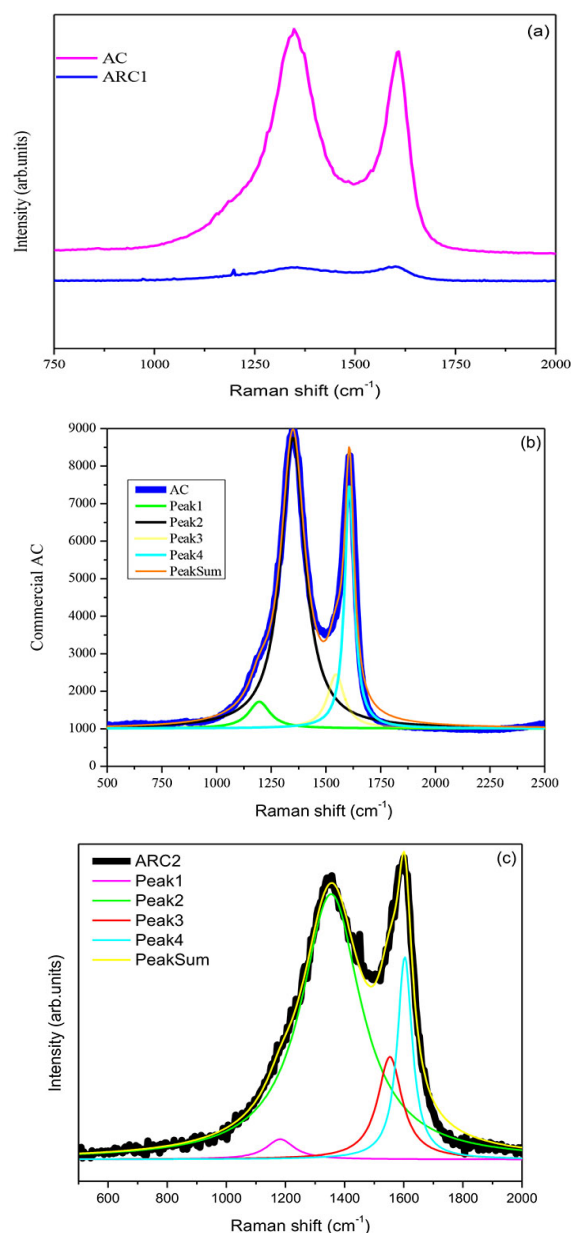 (a)
AC
ARC1
Intensity (arb.units)
750 1000 1250 1500 1750 2000
Raman shift (cm-1)
(b)
9000
8000
7000
6000
5000
4000
3000
2000
1000
0
Commercial AC
AC
Peak1
Peak2
Peak3
Peak4
PeakSum
500 750 1000 1250 1500 1750 2000 2250 2500
Raman shift (cm-1)
(c)
ARC2
Peak1
Peak2
Peak3
Peak4
PeakSum
Intensity (arb.units)
600 800 1000 1200 1400 1600 1800 2000
Raman shift (cm-1)